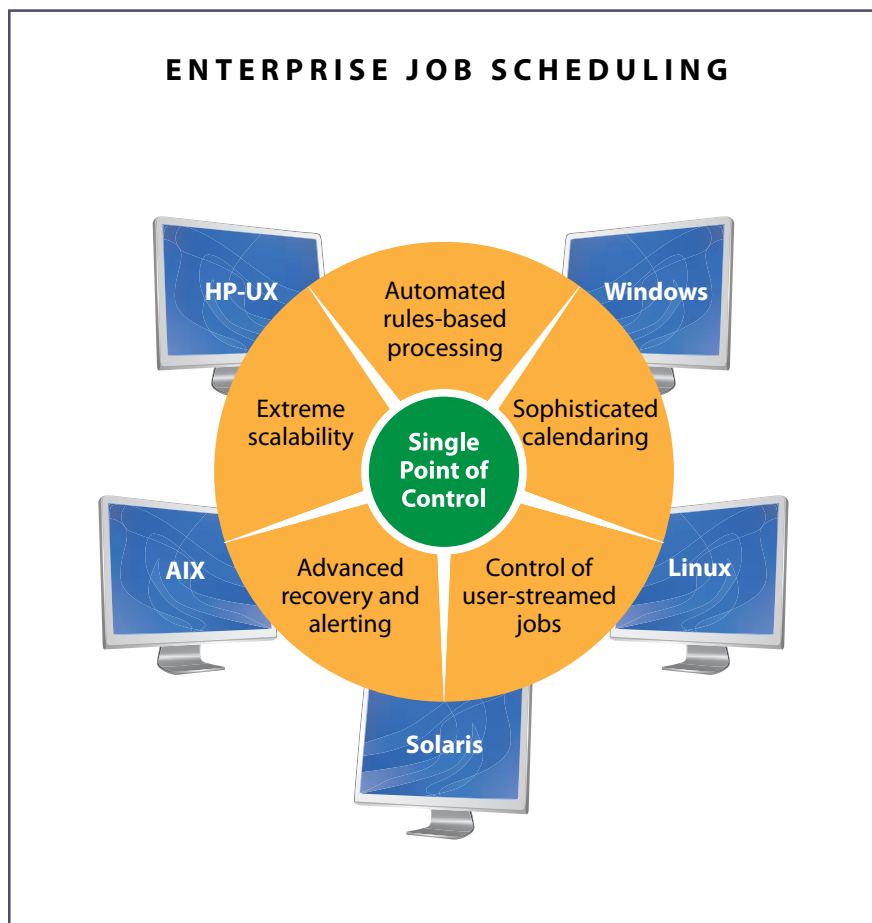 ENTERPRISE JOB SCHEDULING
HP-UX
Automated
rules-based
processing
Windows
Extreme
scalability
Sophisticated
calendaring
Single
Point of
Control
AIX
Advanced
recovery and
alerting
Control of
user-streamed
jobs
Linux
Solaris